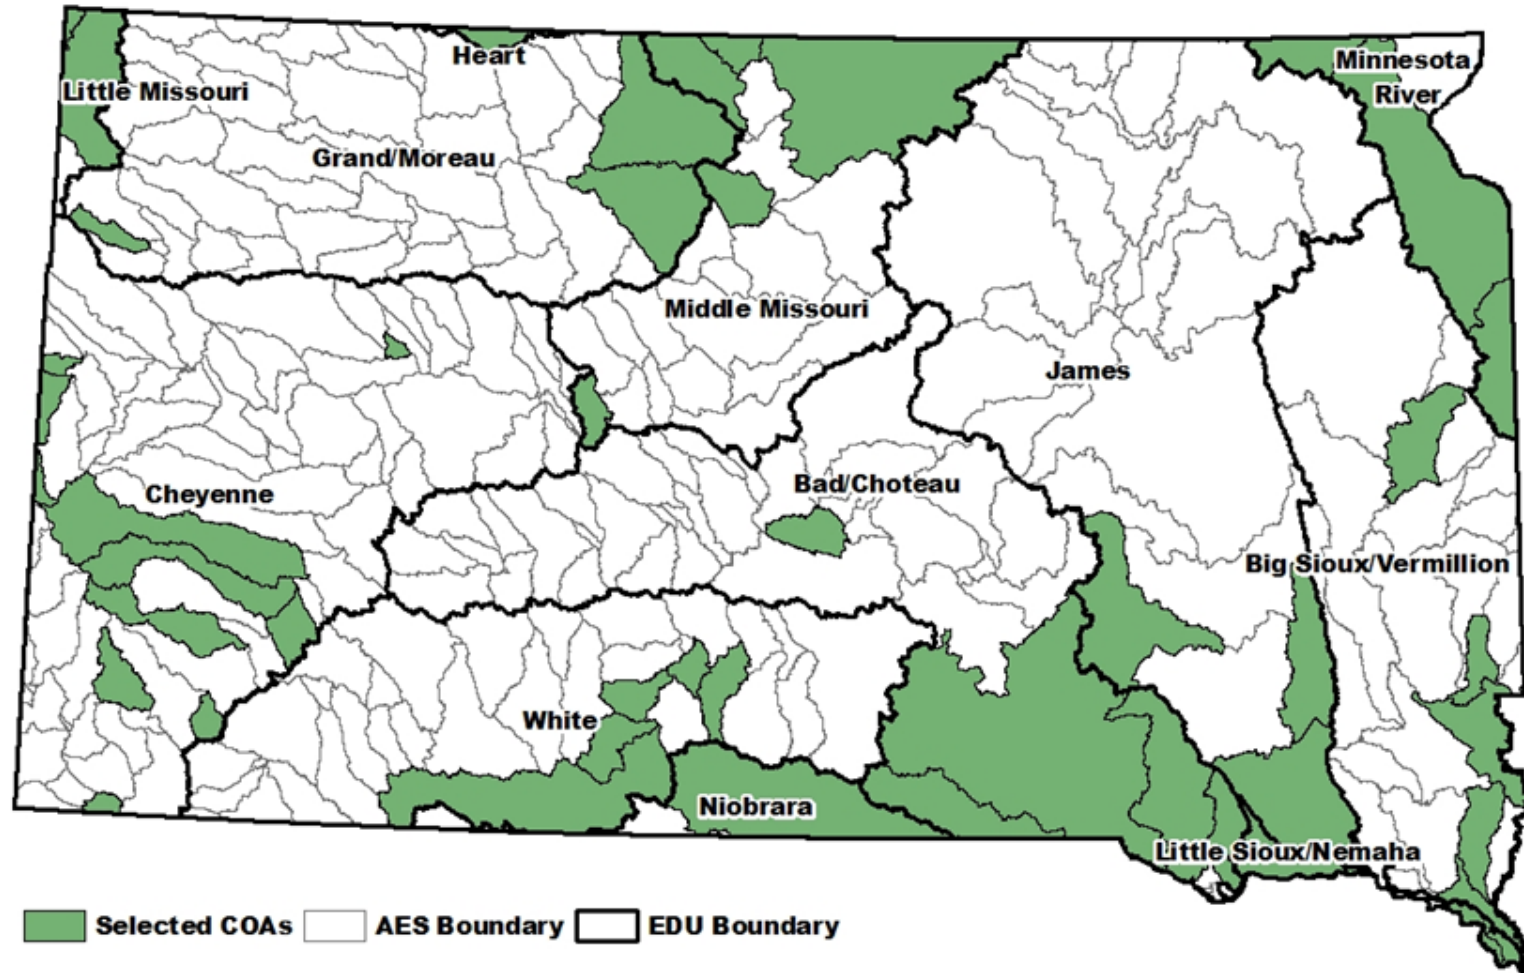 Heart
Minnesota
River
Little Missouri
Grand/Moreau
Middle Missouri
James
Bad/Choteau
Cheyenne
Big Sioux/Vermillion
White
Niobrara
Little Sioux/Nemaha
Selected COAs
AES Boundary
EDU Boundary